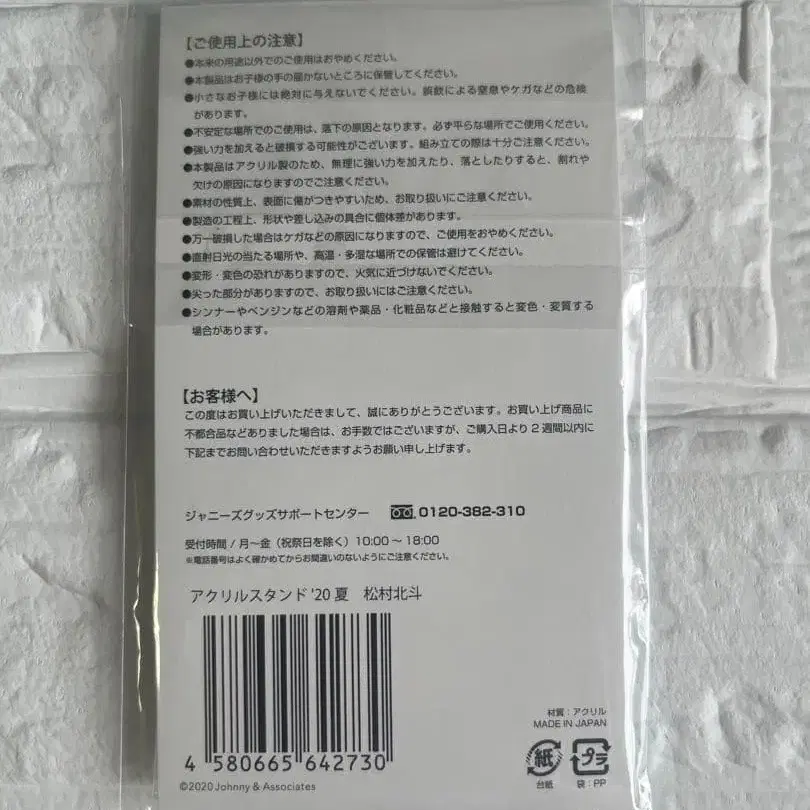 【ご使用上の注意】
●本来の用途以外でのご使用はおやめください。
●本製品はお子様の手の届かないところに保管してください。
●小さなお子様には絶対に与えないでください。誤飲による窒息やケガなどの危険
があります。
●不安定な場所でのご使用は、落下の原因となります。必ず平らな場所でご使用ください。
●強い力を加えると破損する可能性がございます。組み立ての際は十分ご注意ください。
●本製品はアクリル製のため、無理に強い力を加えたり、落としたりすると、割れや
欠けの原因になりますのでご注意ください。
●素材の性質上、表面に傷がつきやすいため、お取り扱いにご注意ください。
●製造の工程上、形状や差し込みの具合に個体差があります。
●万一破損した場合はケガなどの原因になりますので、ご使用をおやめください。
●直射日光の当たる場所や、高温・多湿な場所での保管は避けてください。
●変形・変色の恐れがありますので、火気に近づけないでください。
●尖った部分がありますので、お取り扱いにはご注意ください。
●シンナーやベンジンなどの溶剤や薬品・化粧品などと接触すると変色・変質する
場合があります。
【お客様へ】
この度はお買い上げいただきまして、誠にありがとうございます。お買い上げ商品に
不都合品などありました場合は、お手数ではございますが、ご購入日より2週間以内に
下記までお問い合わせいただきますようお願い申し上げます。
ジャニーズグッズサポートセンター 0120-382-310
受付時間/月~金(祝祭日を除く)10:00~18:00
※電話番号はよく確かめてからお間違いのないようにご注意ください。
アクリルスタンド'20夏 松村北斗
4 580665 642730
©2020 Johnny & Associates
材質:アクリル
MADE IN JAPAN
紙 プラ
台紙 袋:PP